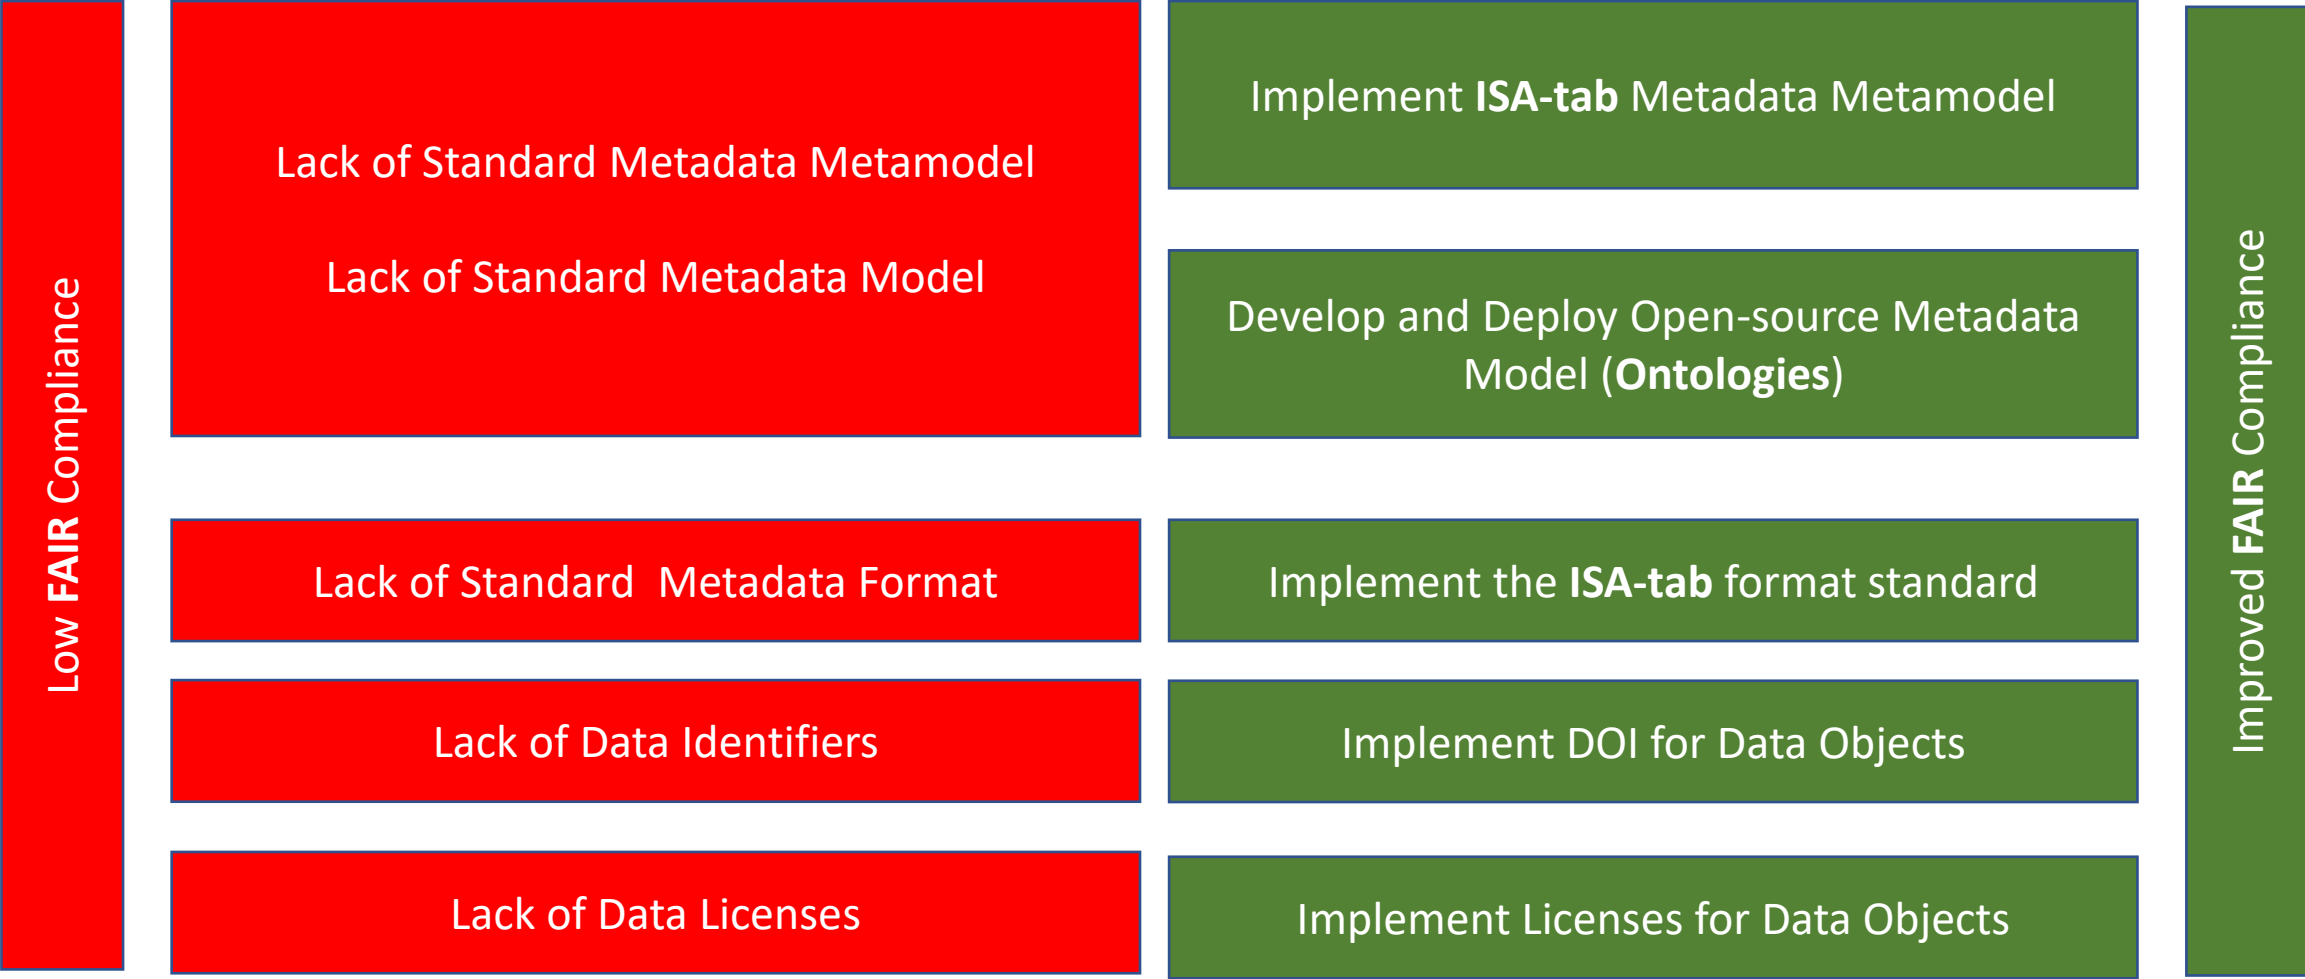 Low FAIR Compliance
Lack of Standard Metadata Metamodel
Lack of Standard Metadata Model
Lack of Standard  Metadata Format
Lack of Data Identifiers
Lack of Data Licenses
Implement ISA-tab Metadata Metamodel
Develop and Deploy Open-source Metadata
Model (Ontologies)
Implement the ISA-tab format standard
Implement DOI for Data Objects
Implement Licenses for Data Objects
Improved FAIR Compliance